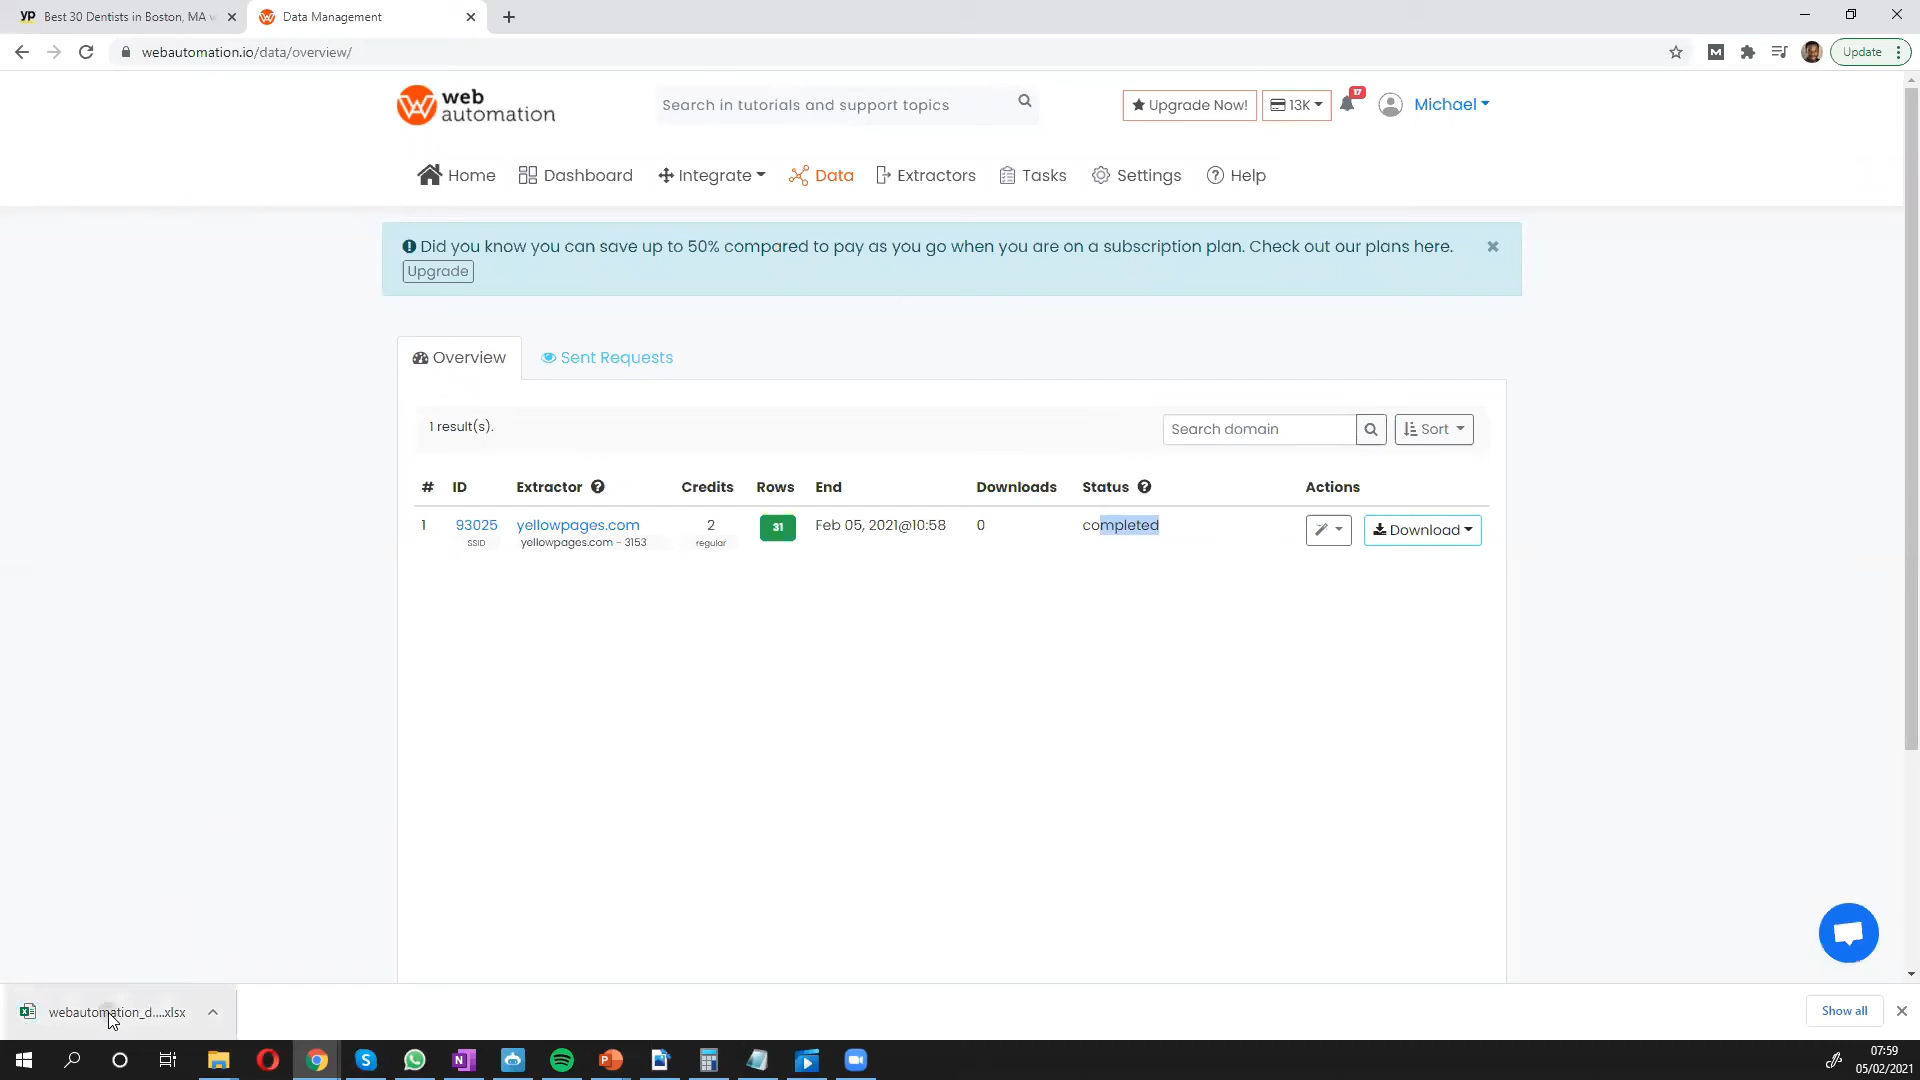 yp Best 30 Dentists in Boston, MA w
Data Management
webautomation.io/data/overview/
M
Update
web
automation
Search in tutorials and support topics
Upgrade Now!
13K
17
Michael
Home
Dashboard
Integrate
Data
Extractors
Tasks
Settings
Help
Did you know you can save up to 50% compared to pay as you go when you are on a subscription plan. Check out our plans here.
Upgrade
Overview
Sent Requests
1 result(s).
Search domain
Sort
# ID Extractor Credits Rows End Downloads Status Actions
1 93025 yellowpages.com 2 31 Feb 05, 2021@10:58 0 completed Download
SSID yellowpages.com - 3153 regular
webautomation_d....xlsx
Show all
07:59
05/02/2021